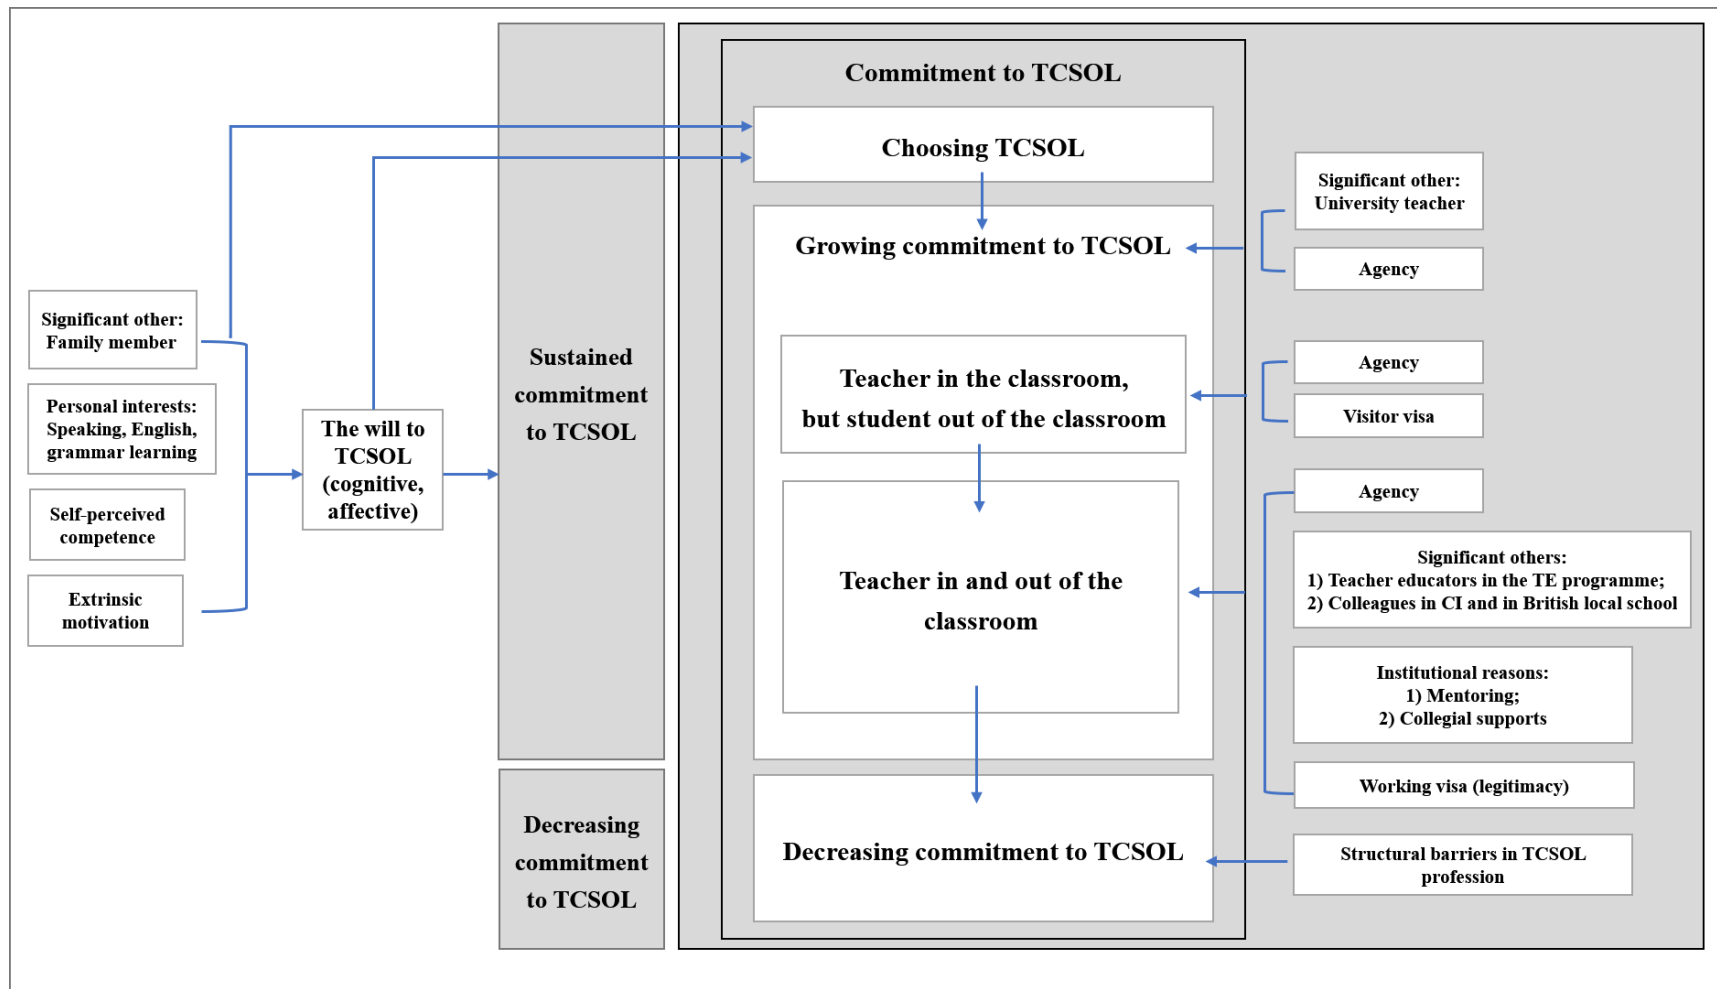 Significant other:
Family member
Personal interests:
Speaking, English,
grammar learning
Self-perceived
competence
Extrinsic
motivation
The will to
TCSOL
(cognitive,
affective)
Sustained
commitment
to TCSOL
Decreasing
commitment
to TCSOL
Commitment to TCSOL
Choosing TCSOL
Growing commitment to TCSOL
Teacher in the classroom,
but student out of the classroom
Teacher in and out of the
classroom
Decreasing commitment to TCSOL
Significant other:
University teacher
Agency
Agency
Visitor visa
Agency
Significant others:
1) Teacher educators in the TE programme;
2) Colleagues in CI and in British local school
Institutional reasons:
1) Mentoring;
2) Collegial supports
Working visa (legitimacy)
Structural barriers in TCSOL
profession